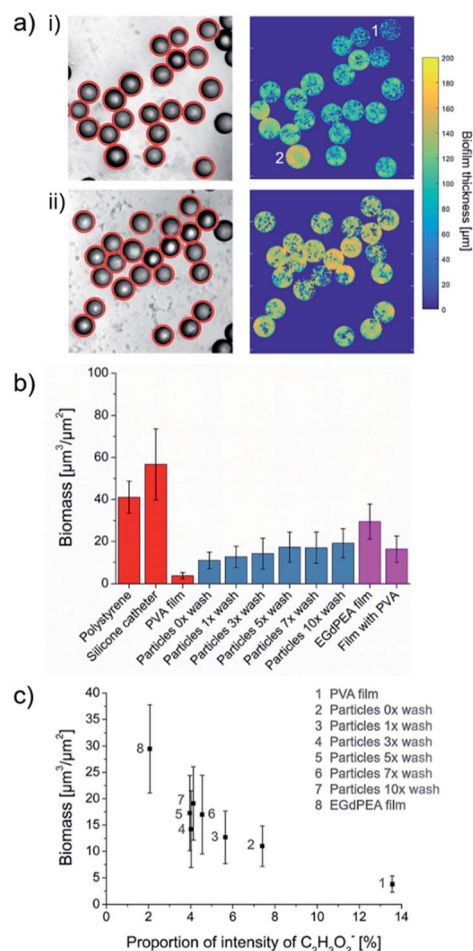 a)
i)
1
2
200
180
160
140
120
100
80
60
40
20
0
Biofilm thickness [µm]
ii)
b)
100
80
60
40
20
0
Biomass [µm³/µm²]
Polystyrene
Silicone catheter
PVA film
Particles 0x wash
Particles 1x wash
Particles 3x wash
Particles 5x wash
Particles 7x wash
Particles 10x wash
EGdPEA film
Film with PVA
c)
40
35
30
25
20
15
10
5
0
Biomass [µm³/µm²]
8
7
5
6
4
3
2
1
1 PVA film
2 Particles 0x wash
3 Particles 1x wash
4 Particles 3x wash
5 Particles 5x wash
6 Particles 7x wash
7 Particles 10x wash
8 EGdPEA film
0 2 4 6 8 10 12 14
Proportion of intensity of C₂H₃O₂⁻ [%]